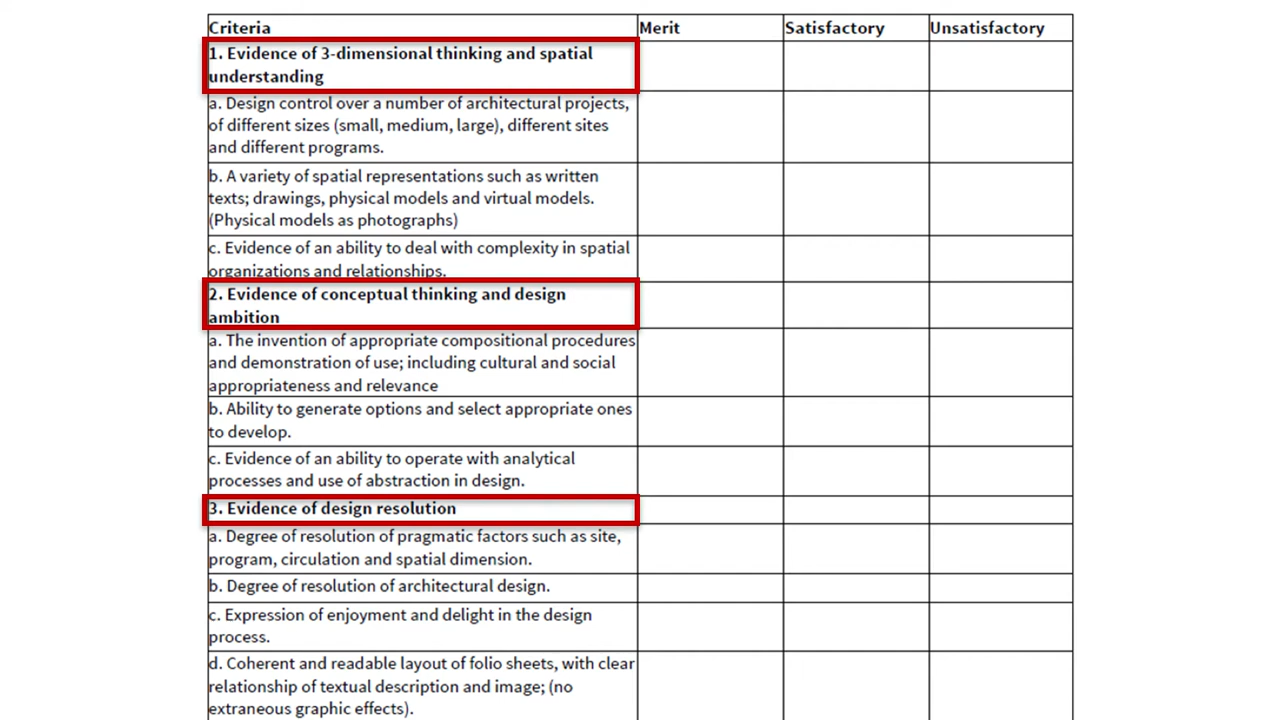 Criteria Merit Satisfactory Unsatisfactory
1. Evidence of 3-dimensional thinking and spatial
understanding
a. Design control over a number of architectural projects,
of different sizes (small, medium, large), different sites
and different programs.
b. A variety of spatial representations such as written
texts; drawings, physical models and virtual models.
(Physical models as photographs)
c. Evidence of an ability to deal with complexity in spatial
organizations and relationships.
2. Evidence of conceptual thinking and design
ambition
a. The invention of appropriate compositional procedures
and demonstration of use; including cultural and social
appropriateness and relevance
b. Ability to generate options and select appropriate ones
to develop.
c. Evidence of an ability to operate with analytical
processes and use of abstraction in design.
3. Evidence of design resolution
a. Degree of resolution of pragmatic factors such as site,
program, circulation and spatial dimension.
b. Degree of resolution of architectural design.
c. Expression of enjoyment and delight in the design
process.
d. Coherent and readable layout of folio sheets, with clear
relationship of textual description and image; (no
extraneous graphic effects).